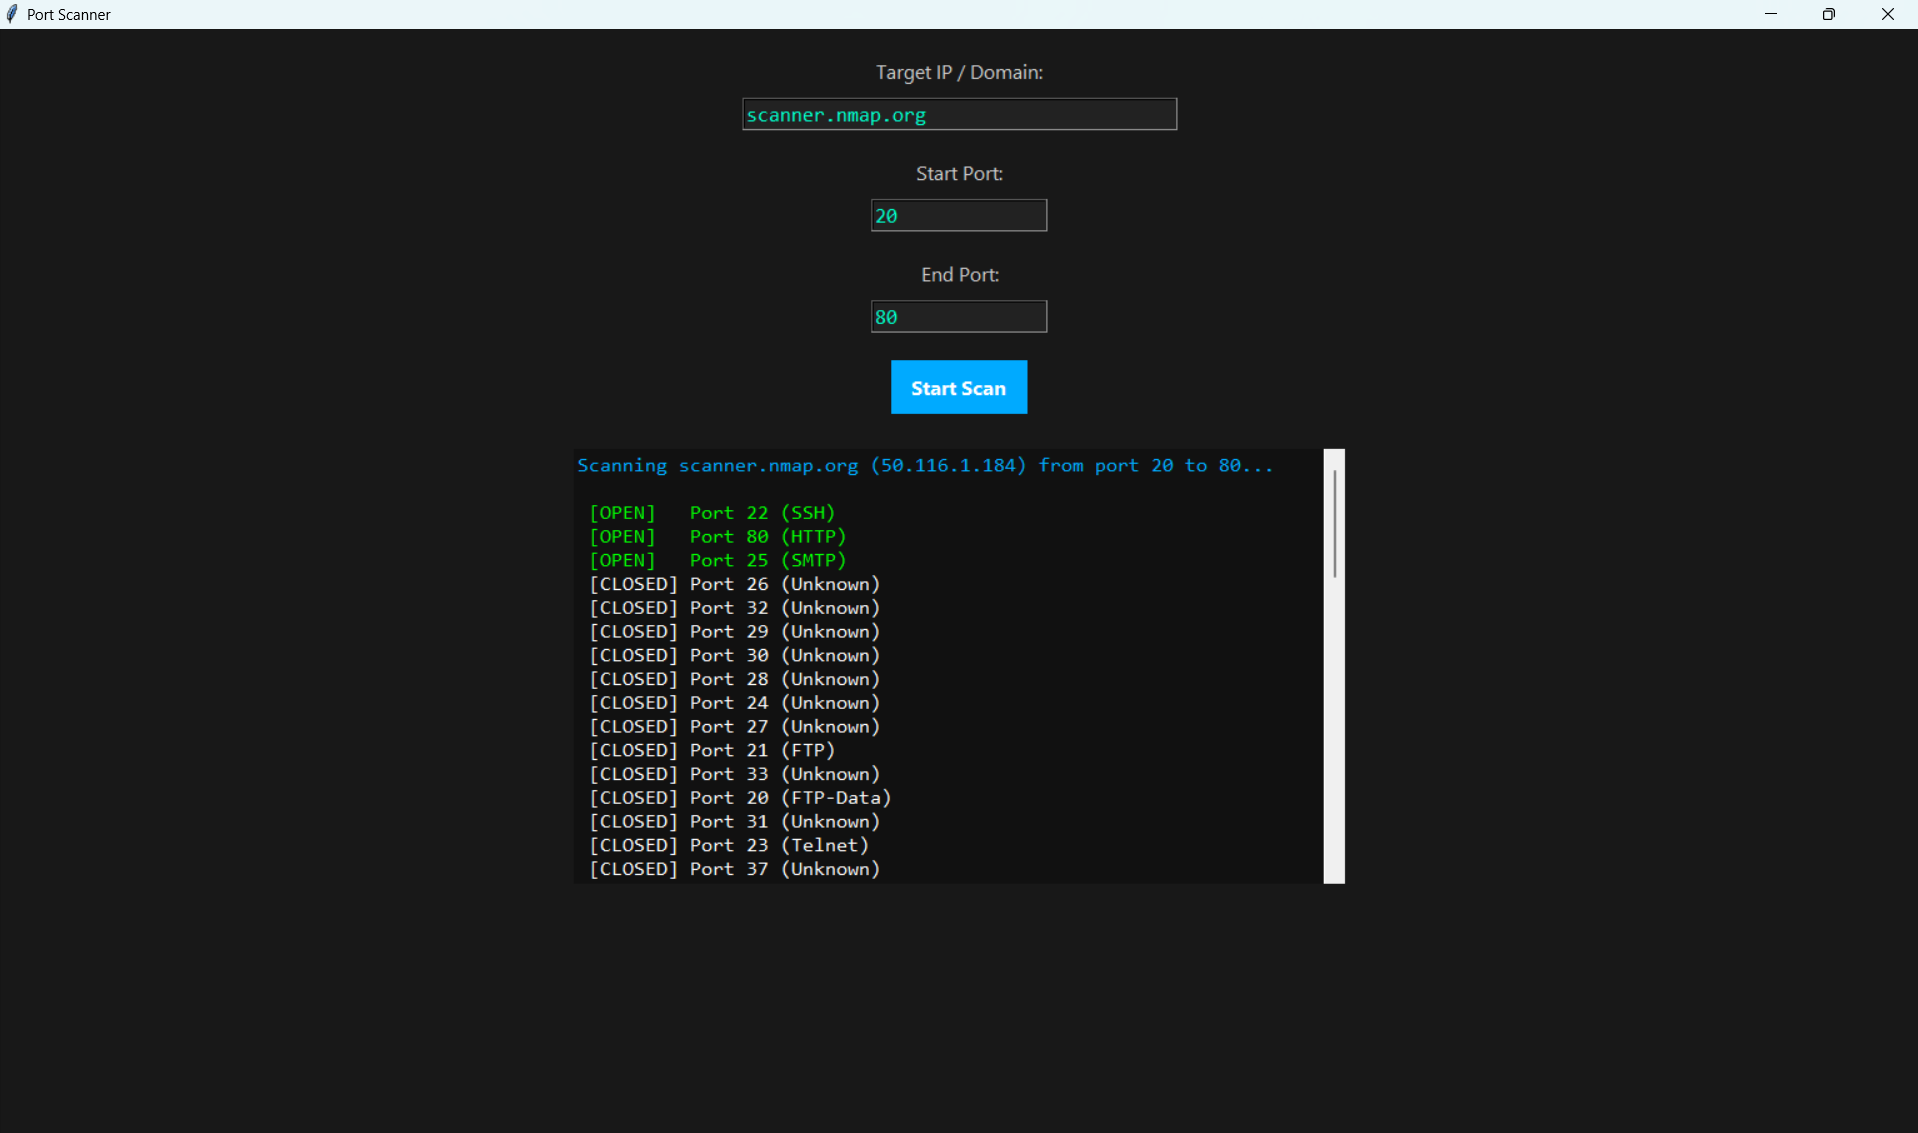 Port Scanner
Target IP / Domain:
scanner.nmap.org
Start Port:
20
End Port:
80
Start Scan
Scanning scanner.nmap.org (50.116.1.184) from port 20 to 80...
[OPEN] Port 22 (SSH)
[OPEN] Port 80 (HTTP)
[OPEN] Port 25 (SMTP)
[CLOSED] Port 26 (Unknown)
[CLOSED] Port 32 (Unknown)
[CLOSED] Port 29 (Unknown)
[CLOSED] Port 30 (Unknown)
[CLOSED] Port 28 (Unknown)
[CLOSED] Port 24 (Unknown)
[CLOSED] Port 27 (Unknown)
[CLOSED] Port 21 (FTP)
[CLOSED] Port 33 (Unknown)
[CLOSED] Port 20 (FTP-Data)
[CLOSED] Port 31 (Unknown)
[CLOSED] Port 23 (Telnet)
[CLOSED] Port 37 (Unknown)